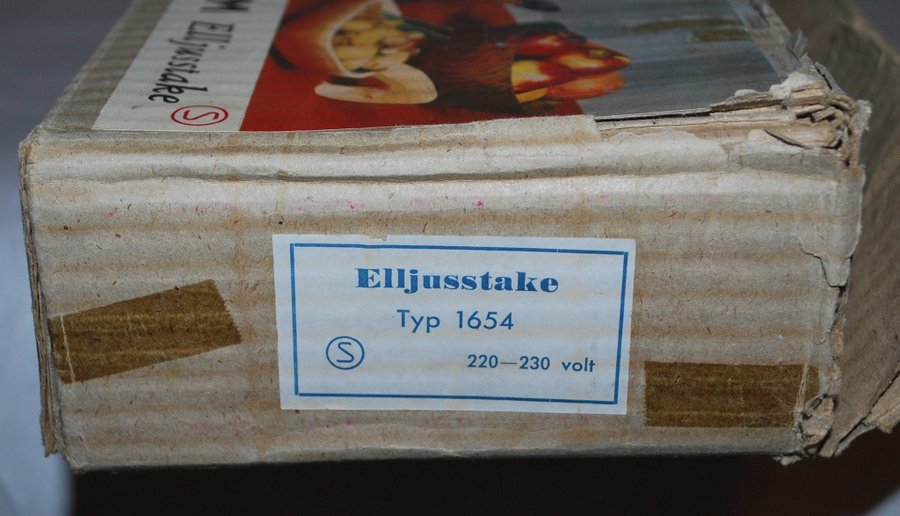 Elljusstake
S
Elljusstake
Typ 1654
S
220—230 volt